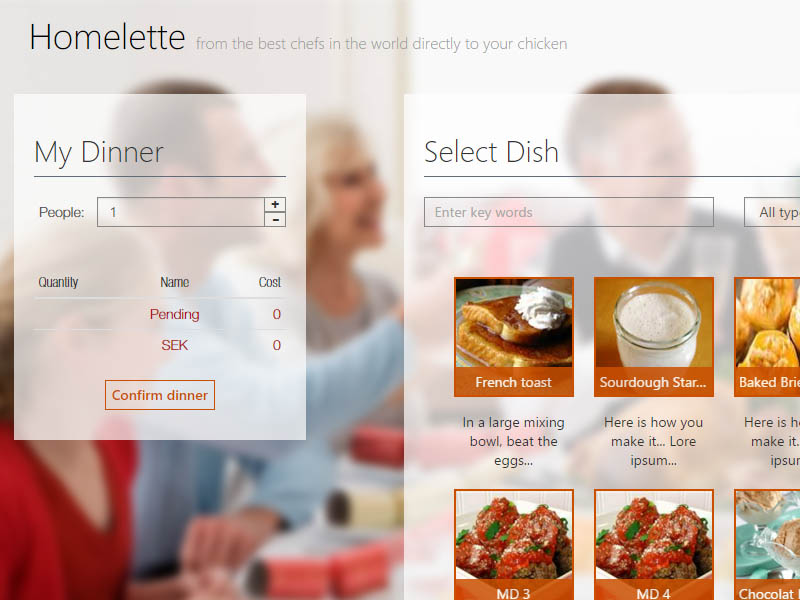 Homelette from the best chefs in the world directly to your chicken
My Dinner
People: 1 + -
Quantity Name Cost
Pending 0
SEK 0
Confirm dinner
Select Dish
Enter key words All typ
French toast Sourdough Star... Baked Brie
In a large mixing bowl, beat the eggs...
Here is how you make it... Lore ipsum...
Here is h make it. ipsur
MD 3 MD 4 Chocolat